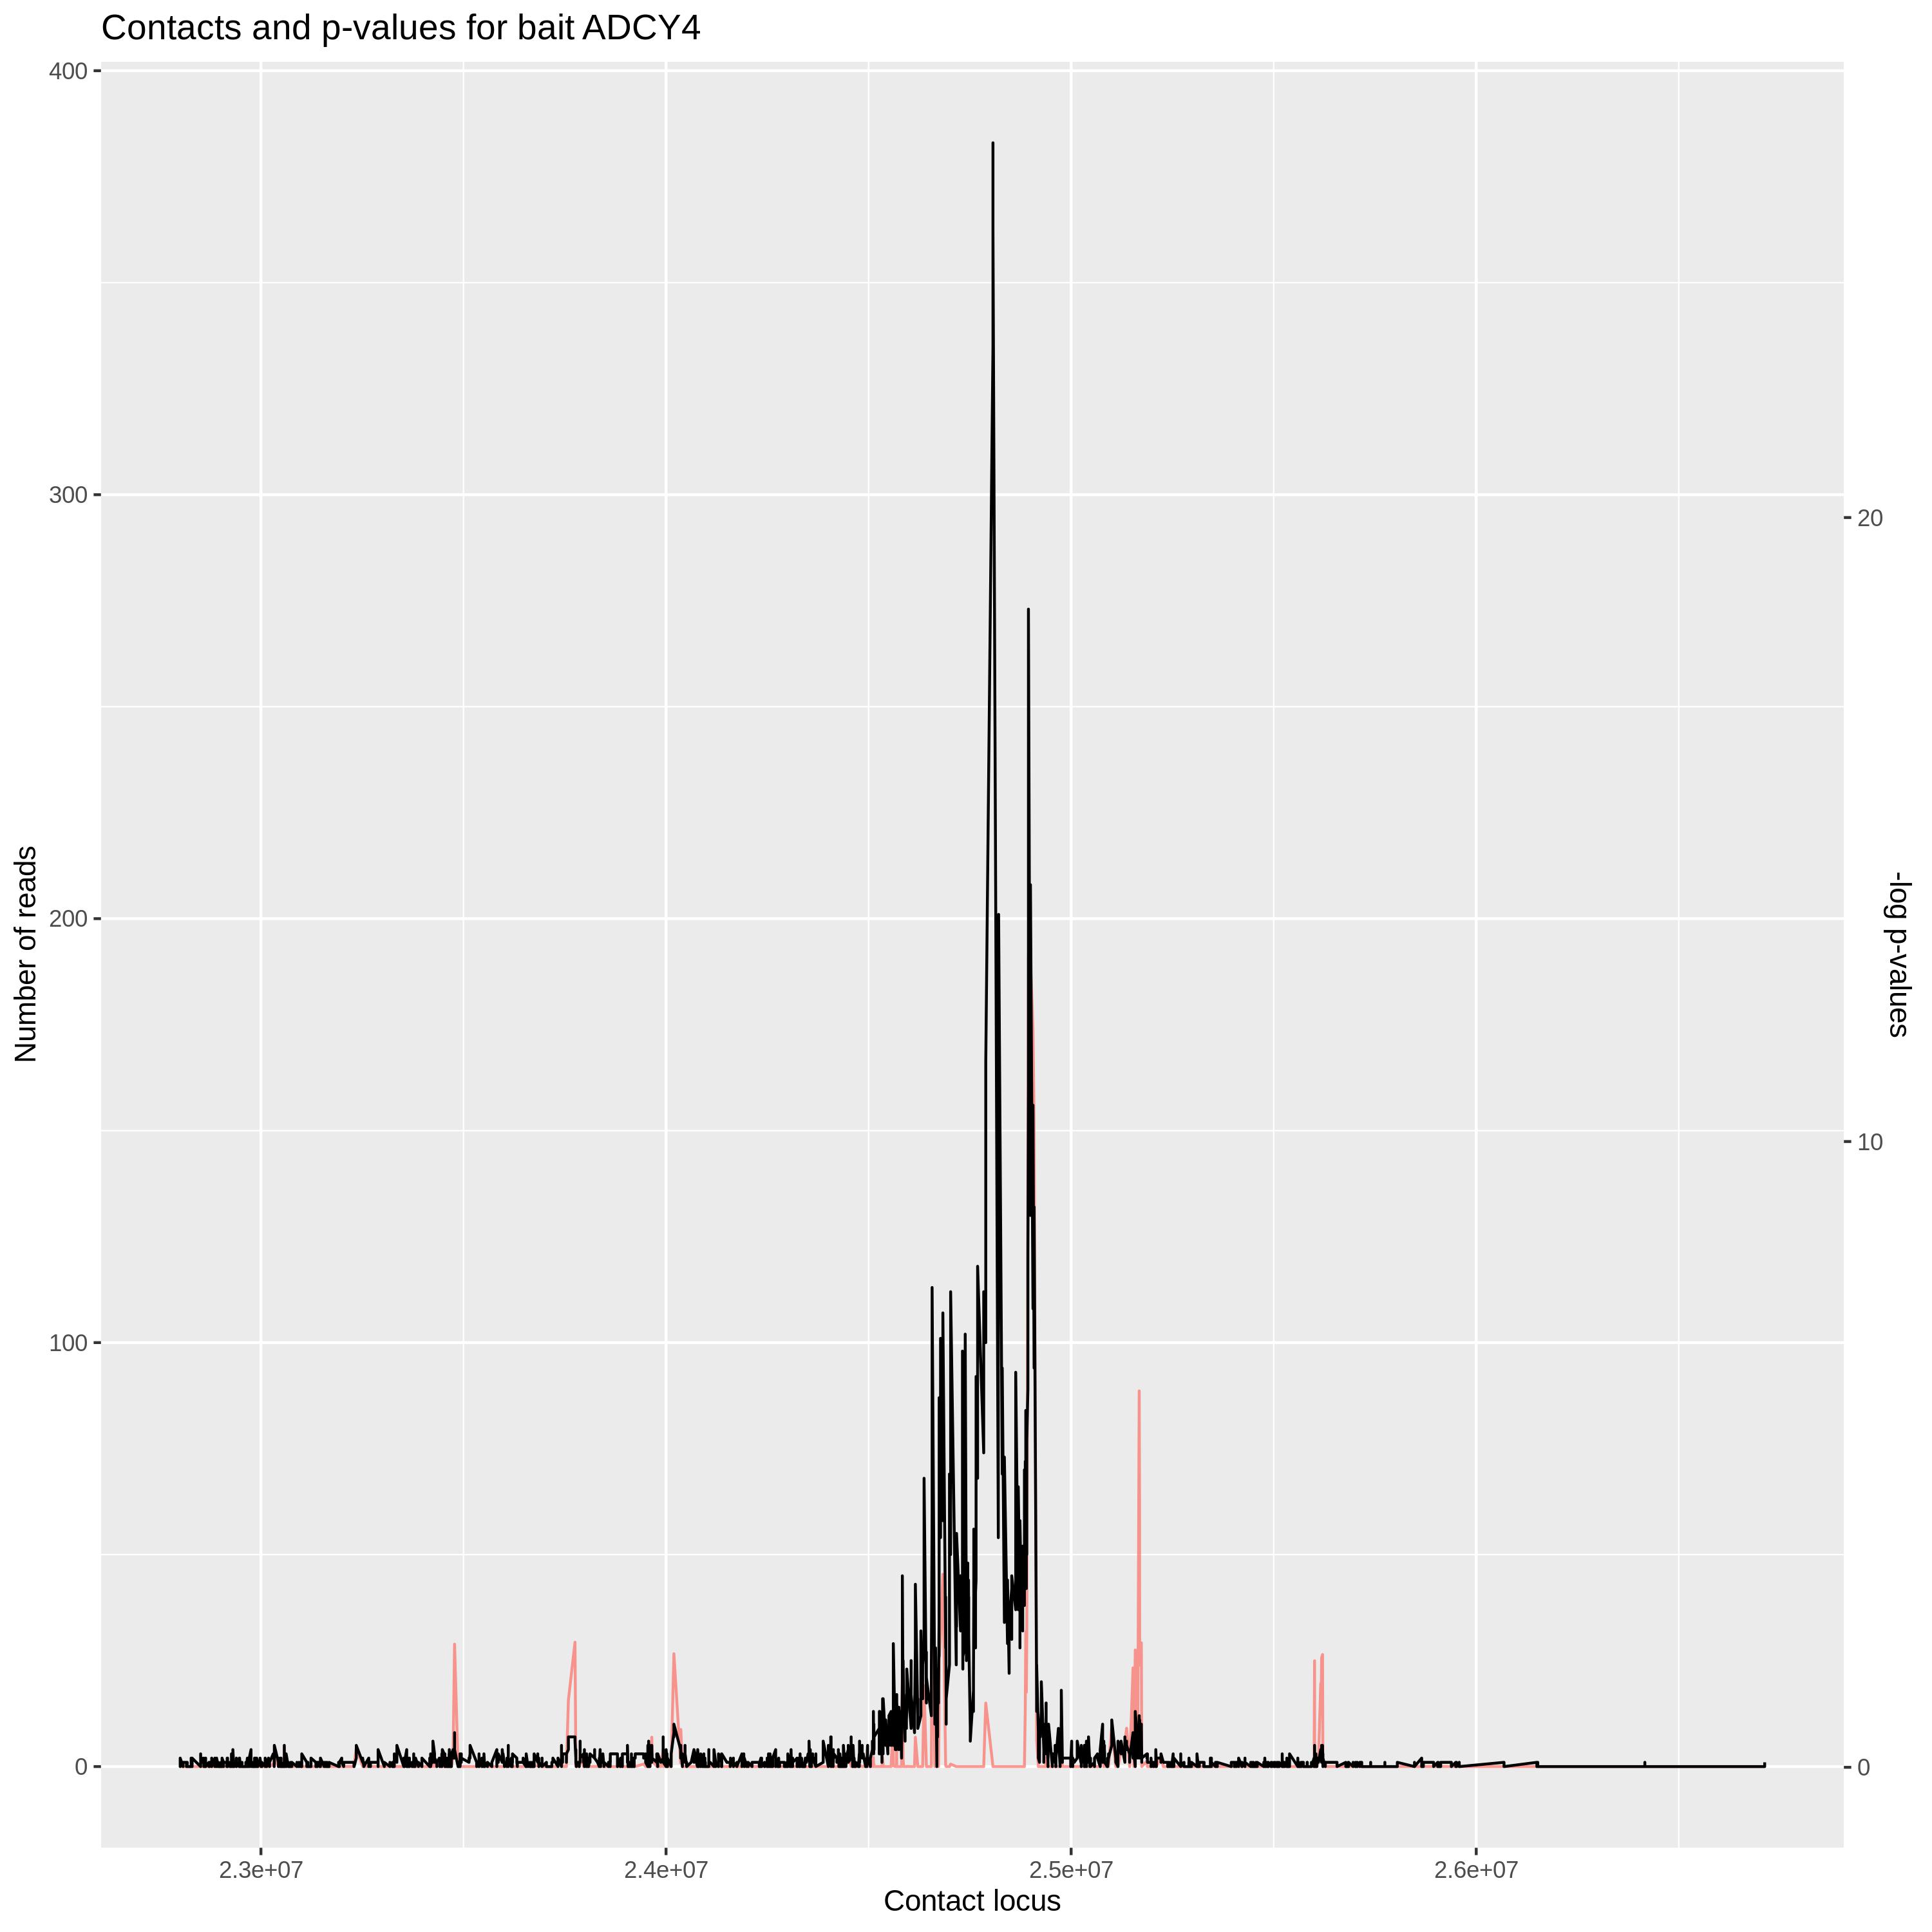 Contacts and p-values for bait ADCY4
400
300
200
100
0
Number of reads
20
10
0
-log p-values
2.3e+07
2.4e+07
2.5e+07
2.6e+07
Contact locus